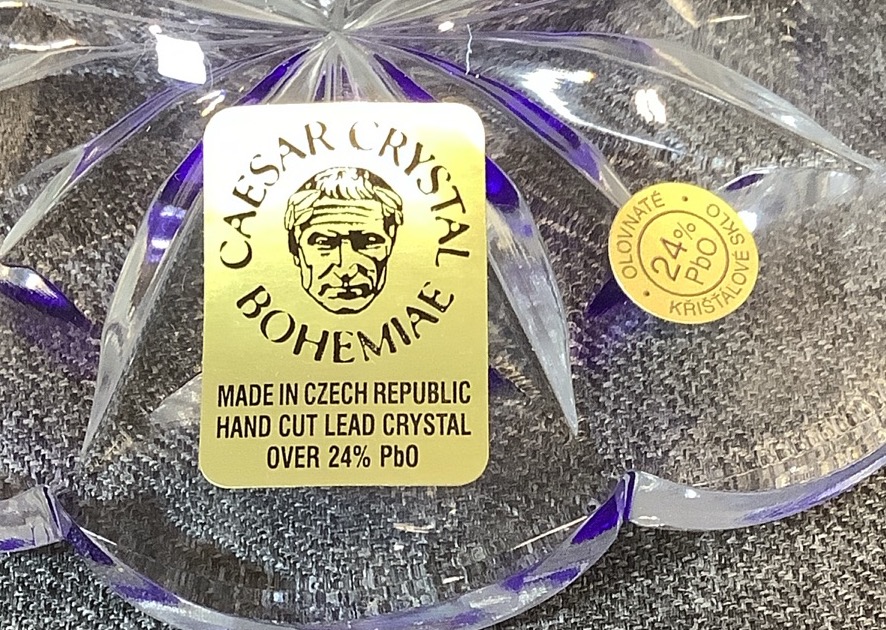 CAESAR CRYSTAL
BOHEMIAE
MADE IN CZECH REPUBLIC
HAND CUT LEAD CRYSTAL
OVER 24% PbO
OLOVNATÉ
KŘIŠŤÁLOVÉ SKLO
24%
PbO